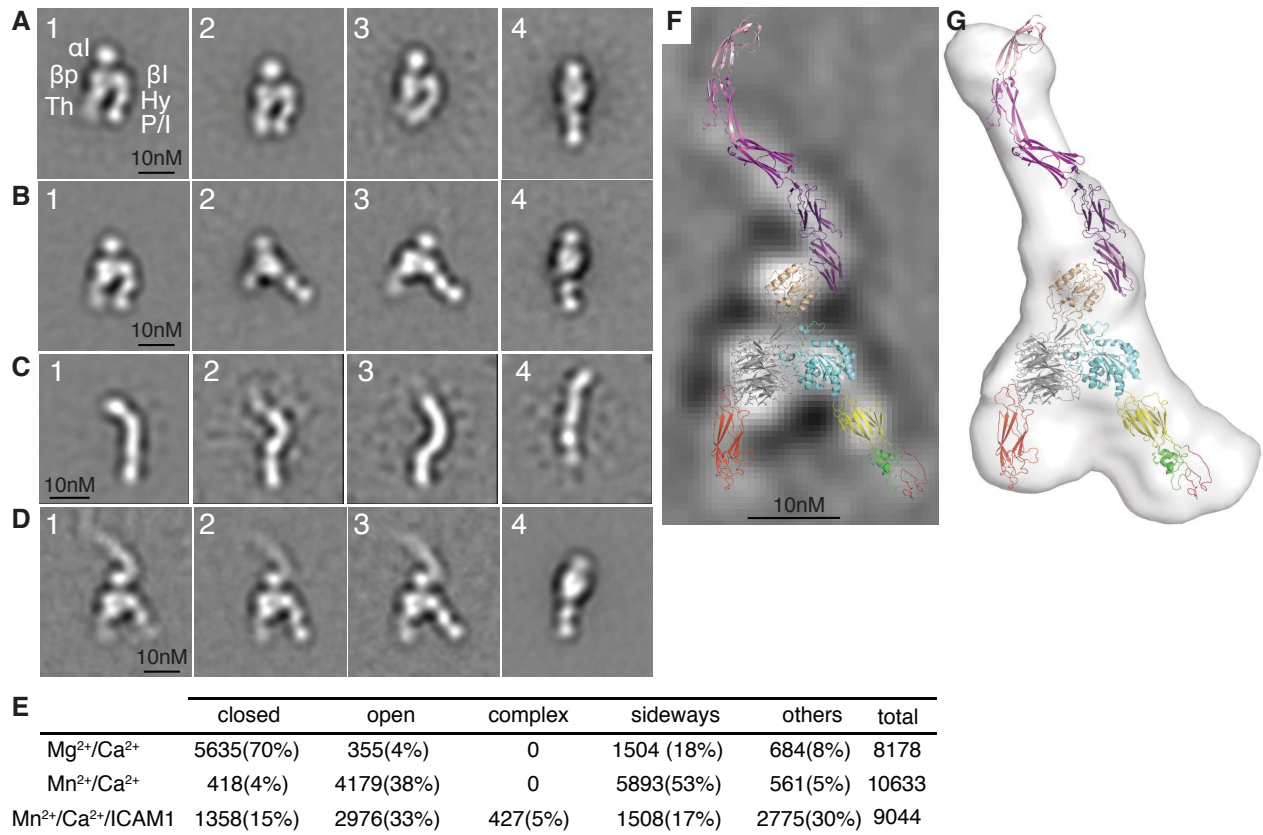 A 1 2 3 4
αI
βp βI
Th Hy
P/I
10nM
B 1 2 3 4
10nM
C 1 2 3 4
10nM
D 1 2 3 4
10nM
F
10nM
G
E closed open complex sideways others total
Mg²⁺/Ca²⁺ 5635(70%) 355(4%) 0 1504 (18%) 684(8%) 8178
Mn²⁺/Ca²⁺ 418(4%) 4179(38%) 0 5893(53%) 561(5%) 10633
Mn²⁺/Ca²⁺/ICAM1 1358(15%) 2976(33%) 427(5%) 1508(17%) 2775(30%) 9044